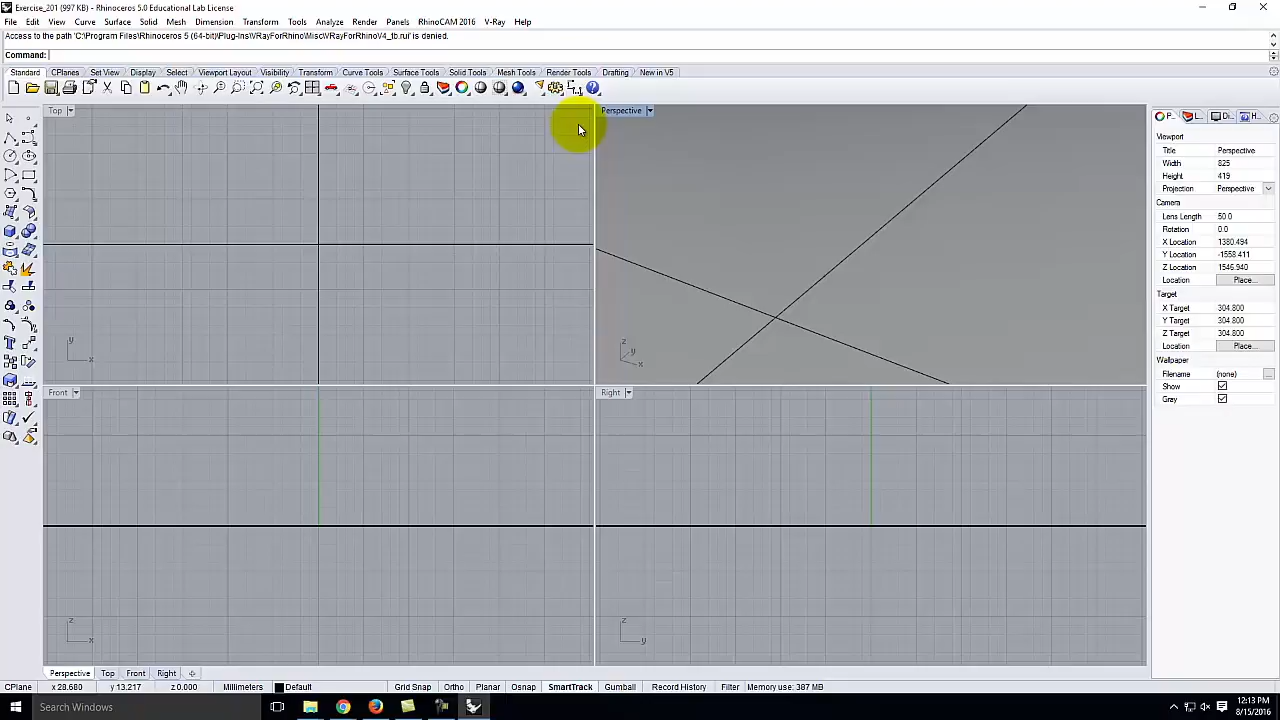 Exercise_201 (997 KB) - Rhinoceros 5.0 Educational Lab License
File Edit View Curve Surface Solid Mesh Dimension Transform Tools Analyze Render Panels RhinoCAM 2016 V-Ray Help
Access to the path 'C:\Program Files\Rhinoceros 5 (64-bit)\Plug-Ins\VRayForRhino\Misc\VRayForRhinoV4_tb.rui' is denied.
Command:
Standard CPlanes Set View Display Select Viewport Layout Visibility Transform Curve Tools Surface Tools Solid Tools Mesh Tools Render Tools Drafting New in V5
Top
Perspective
P... L... Di... H...
Viewport
Title Perspective
Width 825
Height 419
Projection Perspective
Camera
Lens Length 50.0
Rotation 0.0
X Location 1380.494
Y Location -1558.411
Z Location 1546.940
Location Place...
Target
X Target 304.800
Y Target 304.800
Z Target 304.800
Location Place...
Wallpaper
Filename (none) ...
Show
Gray
y x
z y x
Front
Right
z x
z y
Perspective Top Front Right
CPlane x 28.680 y 13.217 z 0.000 Millimeters Default Grid Snap Ortho Planar Osnap SmartTrack Gumball Record History Filter Memory use: 387 MB
Search Windows
12:13 PM
8/15/2016